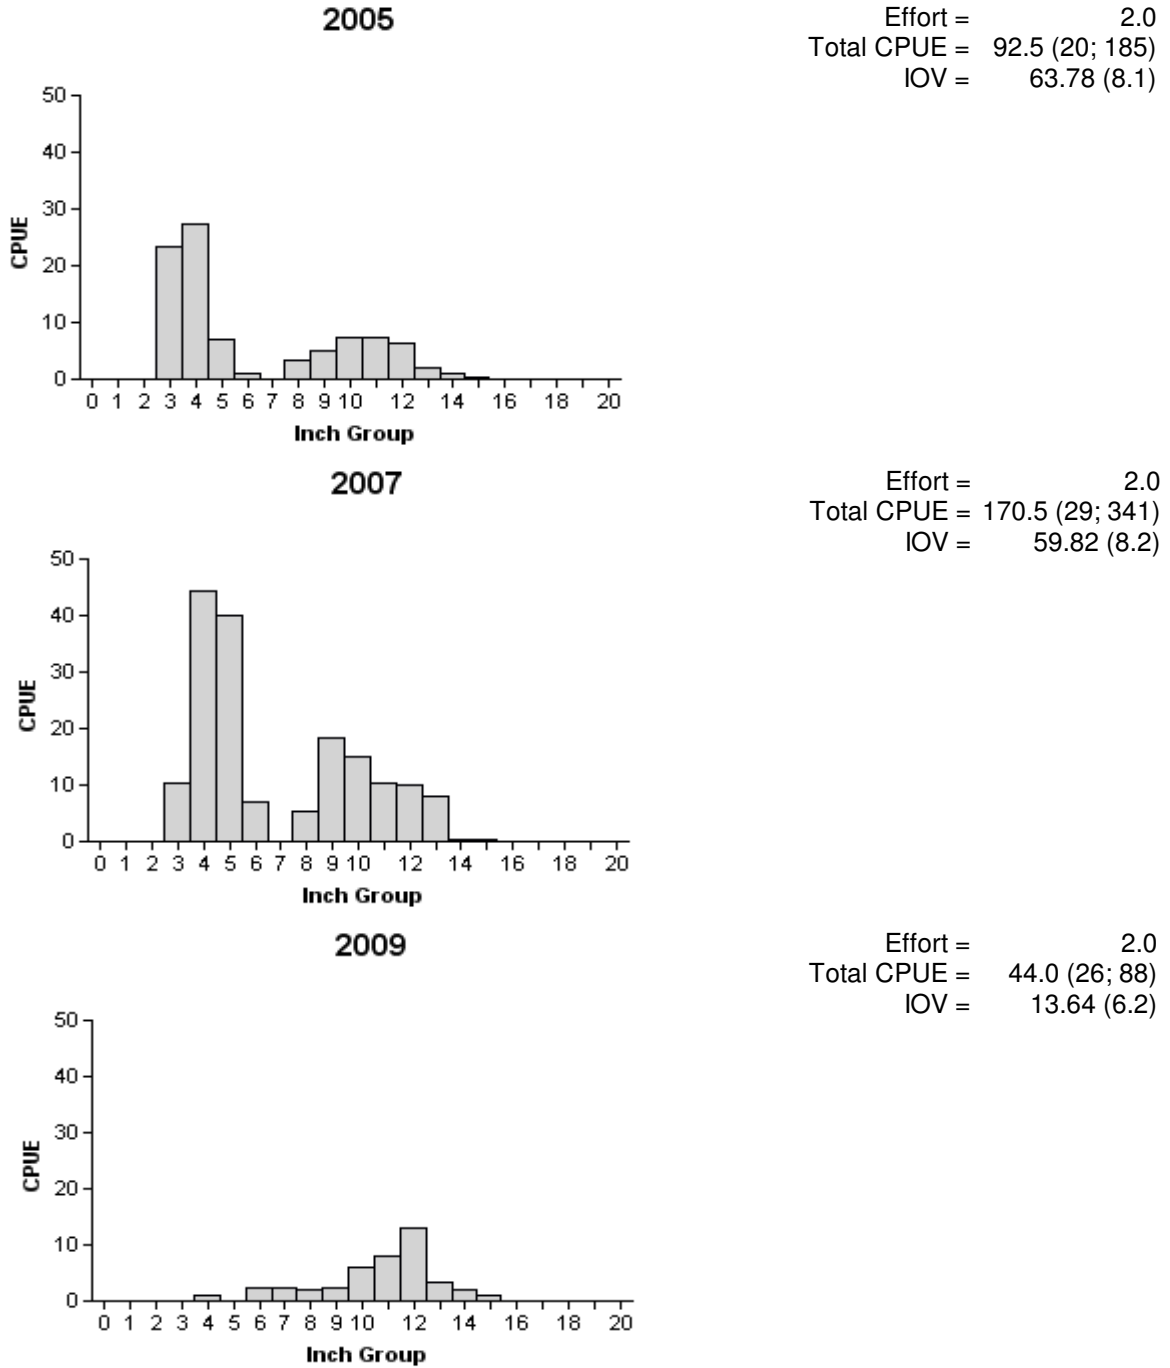 2005
Effort = 2.0
Total CPUE = 92.5 (20; 185)
IOV = 63.78 (8.1)
50
40
30
20
10
0
CPUE
0 1 2 3 4 5 6 7 8 9 10 12 14 16 18 20
Inch Group
2007
Effort = 2.0
Total CPUE = 170.5 (29; 341)
IOV = 59.82 (8.2)
50
40
30
20
10
0
CPUE
0 1 2 3 4 5 6 7 8 9 10 12 14 16 18 20
Inch Group
2009
Effort = 2.0
Total CPUE = 44.0 (26; 88)
IOV = 13.64 (6.2)
50
40
30
20
10
0
CPUE
0 1 2 3 4 5 6 7 8 9 10 12 14 16 18 20
Inch Group